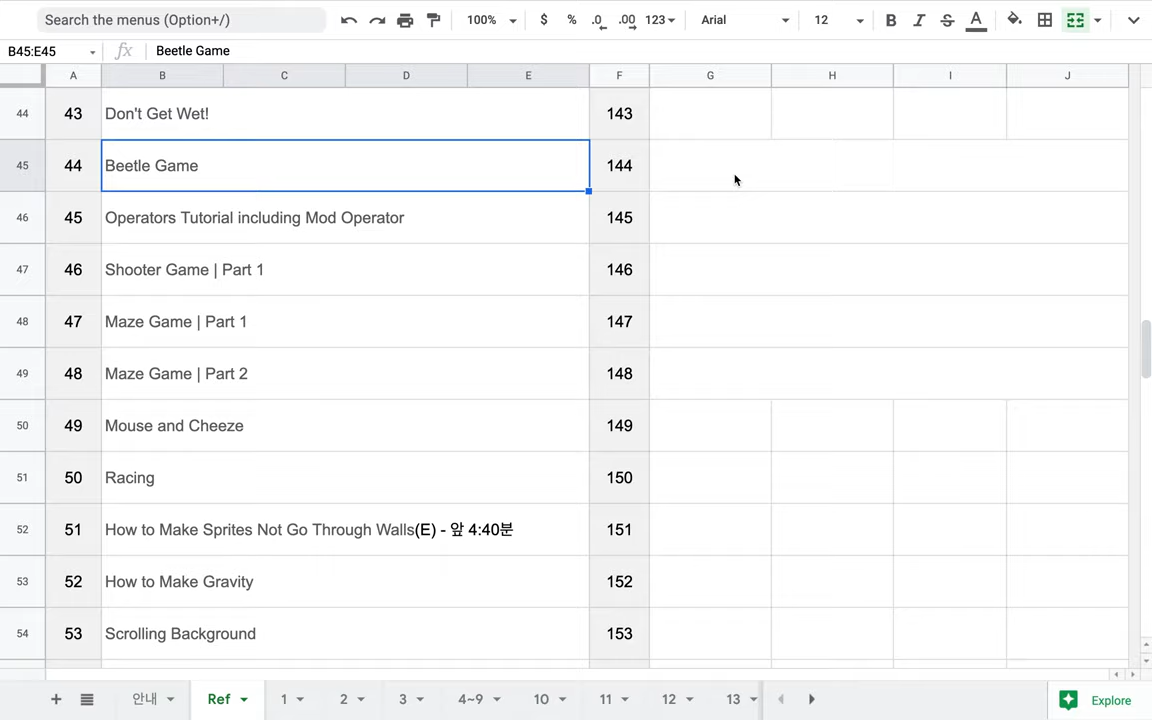 Search the menus (Option+/) 100% $ % .0 .00 123 Arial 12 B I S A
B45:E45 fx Beetle Game
A B C D E F G H I J
44 43 Don't Get Wet! 143
45 44 Beetle Game 144
46 45 Operators Tutorial including Mod Operator 145
47 46 Shooter Game | Part 1 146
48 47 Maze Game | Part 1 147
49 48 Maze Game | Part 2 148
50 49 Mouse and Cheeze 149
51 50 Racing 150
52 51 How to Make Sprites Not Go Through Walls(E) - 앞 4:40분 151
53 52 How to Make Gravity 152
54 53 Scrolling Background 153
+ 안내 Ref 1 2 3 4~9 10 11 12 13 Explore